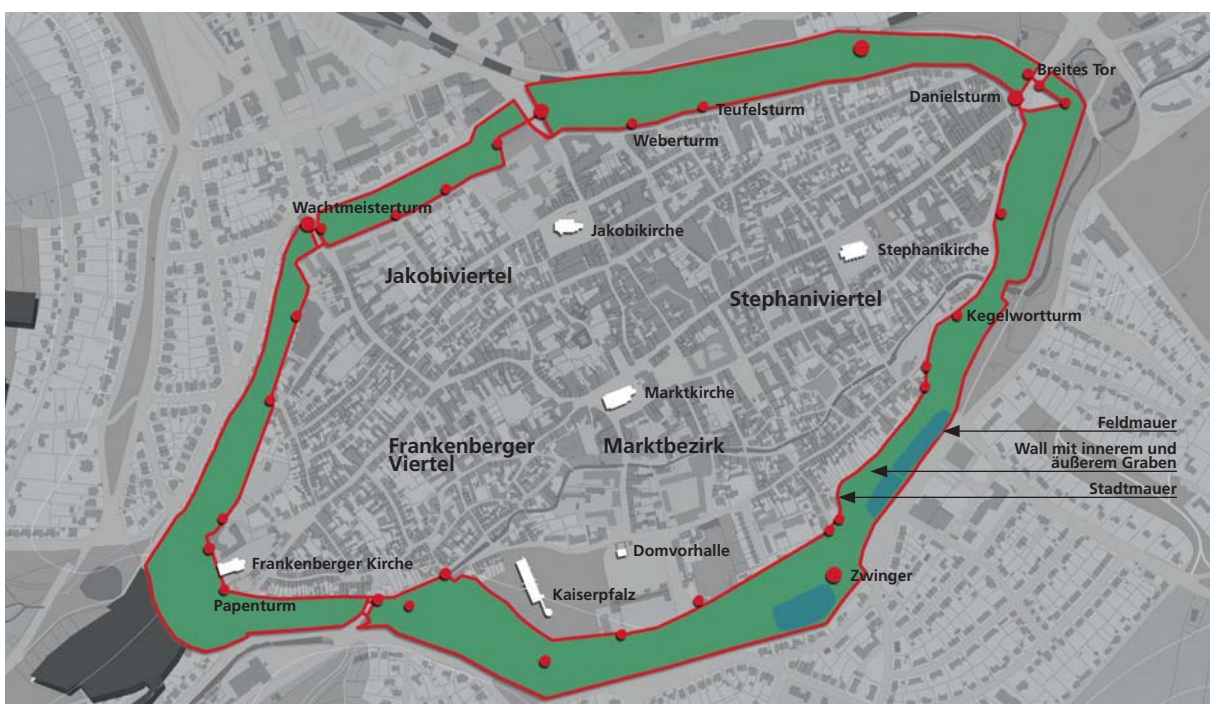 Breites Tor
Danielsturm
Teufelsturm
Weberturm
Wachtmeisterturm
Jakobikirche
Stephanikirche
Jakobiviertel
Stephaniviertel
Kegelwortturm
Marktkirche
Feldmauer
Frankenberger
Viertel
Marktbezirk
Wall mit innerem und
äußerem Graben
Stadtmauer
Domvorhalle
Frankenberger Kirche
Zwinger
Kaiserpfalz
Papenturm